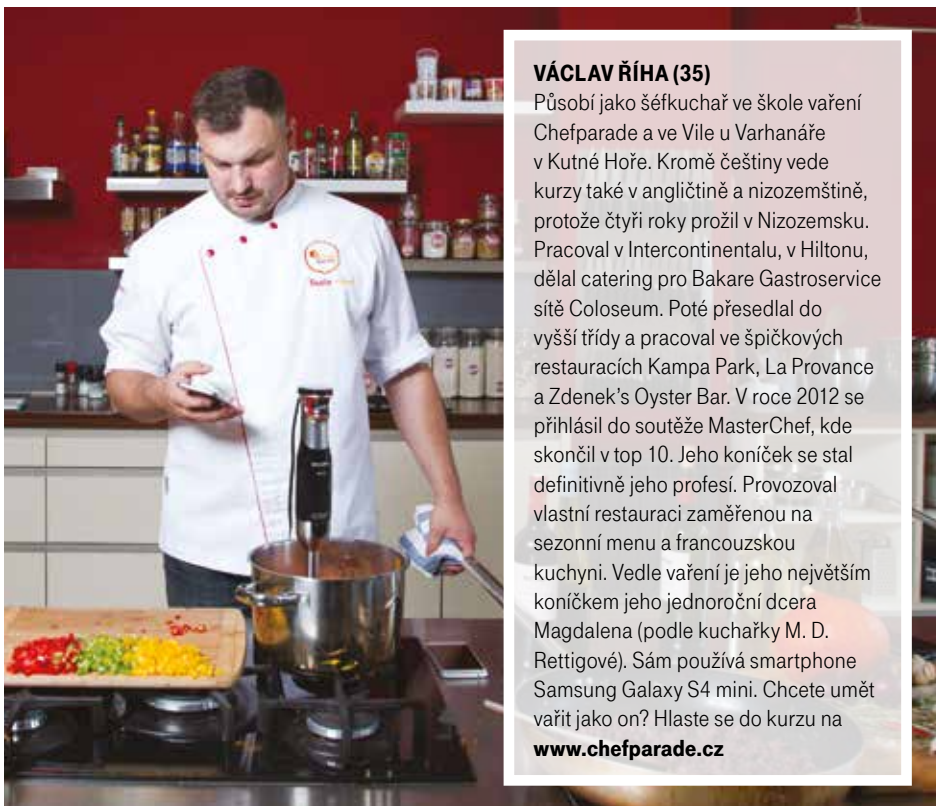 VÁCLAV ŘÍHA (35)
Působí jako šéfkuchař ve škole vaření
Chefparade a ve Vile u Varhanáře
v Kutné Hoře. Kromě češtiny vede
kurzy také v angličtině a nizozemštině,
protože čtyři roky prožil v Nizozemsku.
Pracoval v Intercontinentalu, v Hiltonu,
dělal catering pro Bakare Gastroservice
sítě Coloseum. Poté přesedlal do
vyšší třídy a pracoval ve špičkových
restauracích Kampa Park, La Provance
a Zdenek’s Oyster Bar. V roce 2012 se
přihlásil do soutěže MasterChef, kde
skončil v top 10. Jeho koníček se stal
definitivně jeho profesí. Provozoval
vlastní restauraci zaměřenou na
sezonní menu a francouzskou
kuchyni. Vedle vaření je jeho největším
koníčkem jeho jednoroční dcera
Magdalena (podle kuchařky M. D.
Rettigové). Sám používá smartphone
Samsung Galaxy S4 mini. Chcete umět
vařit jako on? Hlaste se do kurzu na
www.chefparade.cz